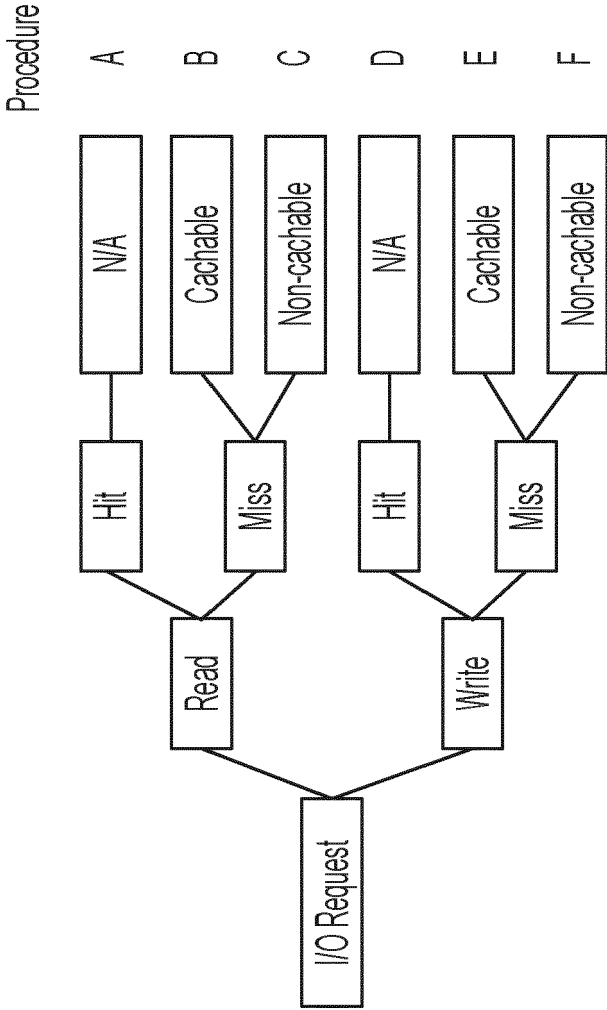 Procedure
A
B
C
D
E
F
N/A
Cachable
Non-cachable
N/A
Cachable
Non-cachable
Hit
Miss
Hit
Miss
Read
Write
I/O Request